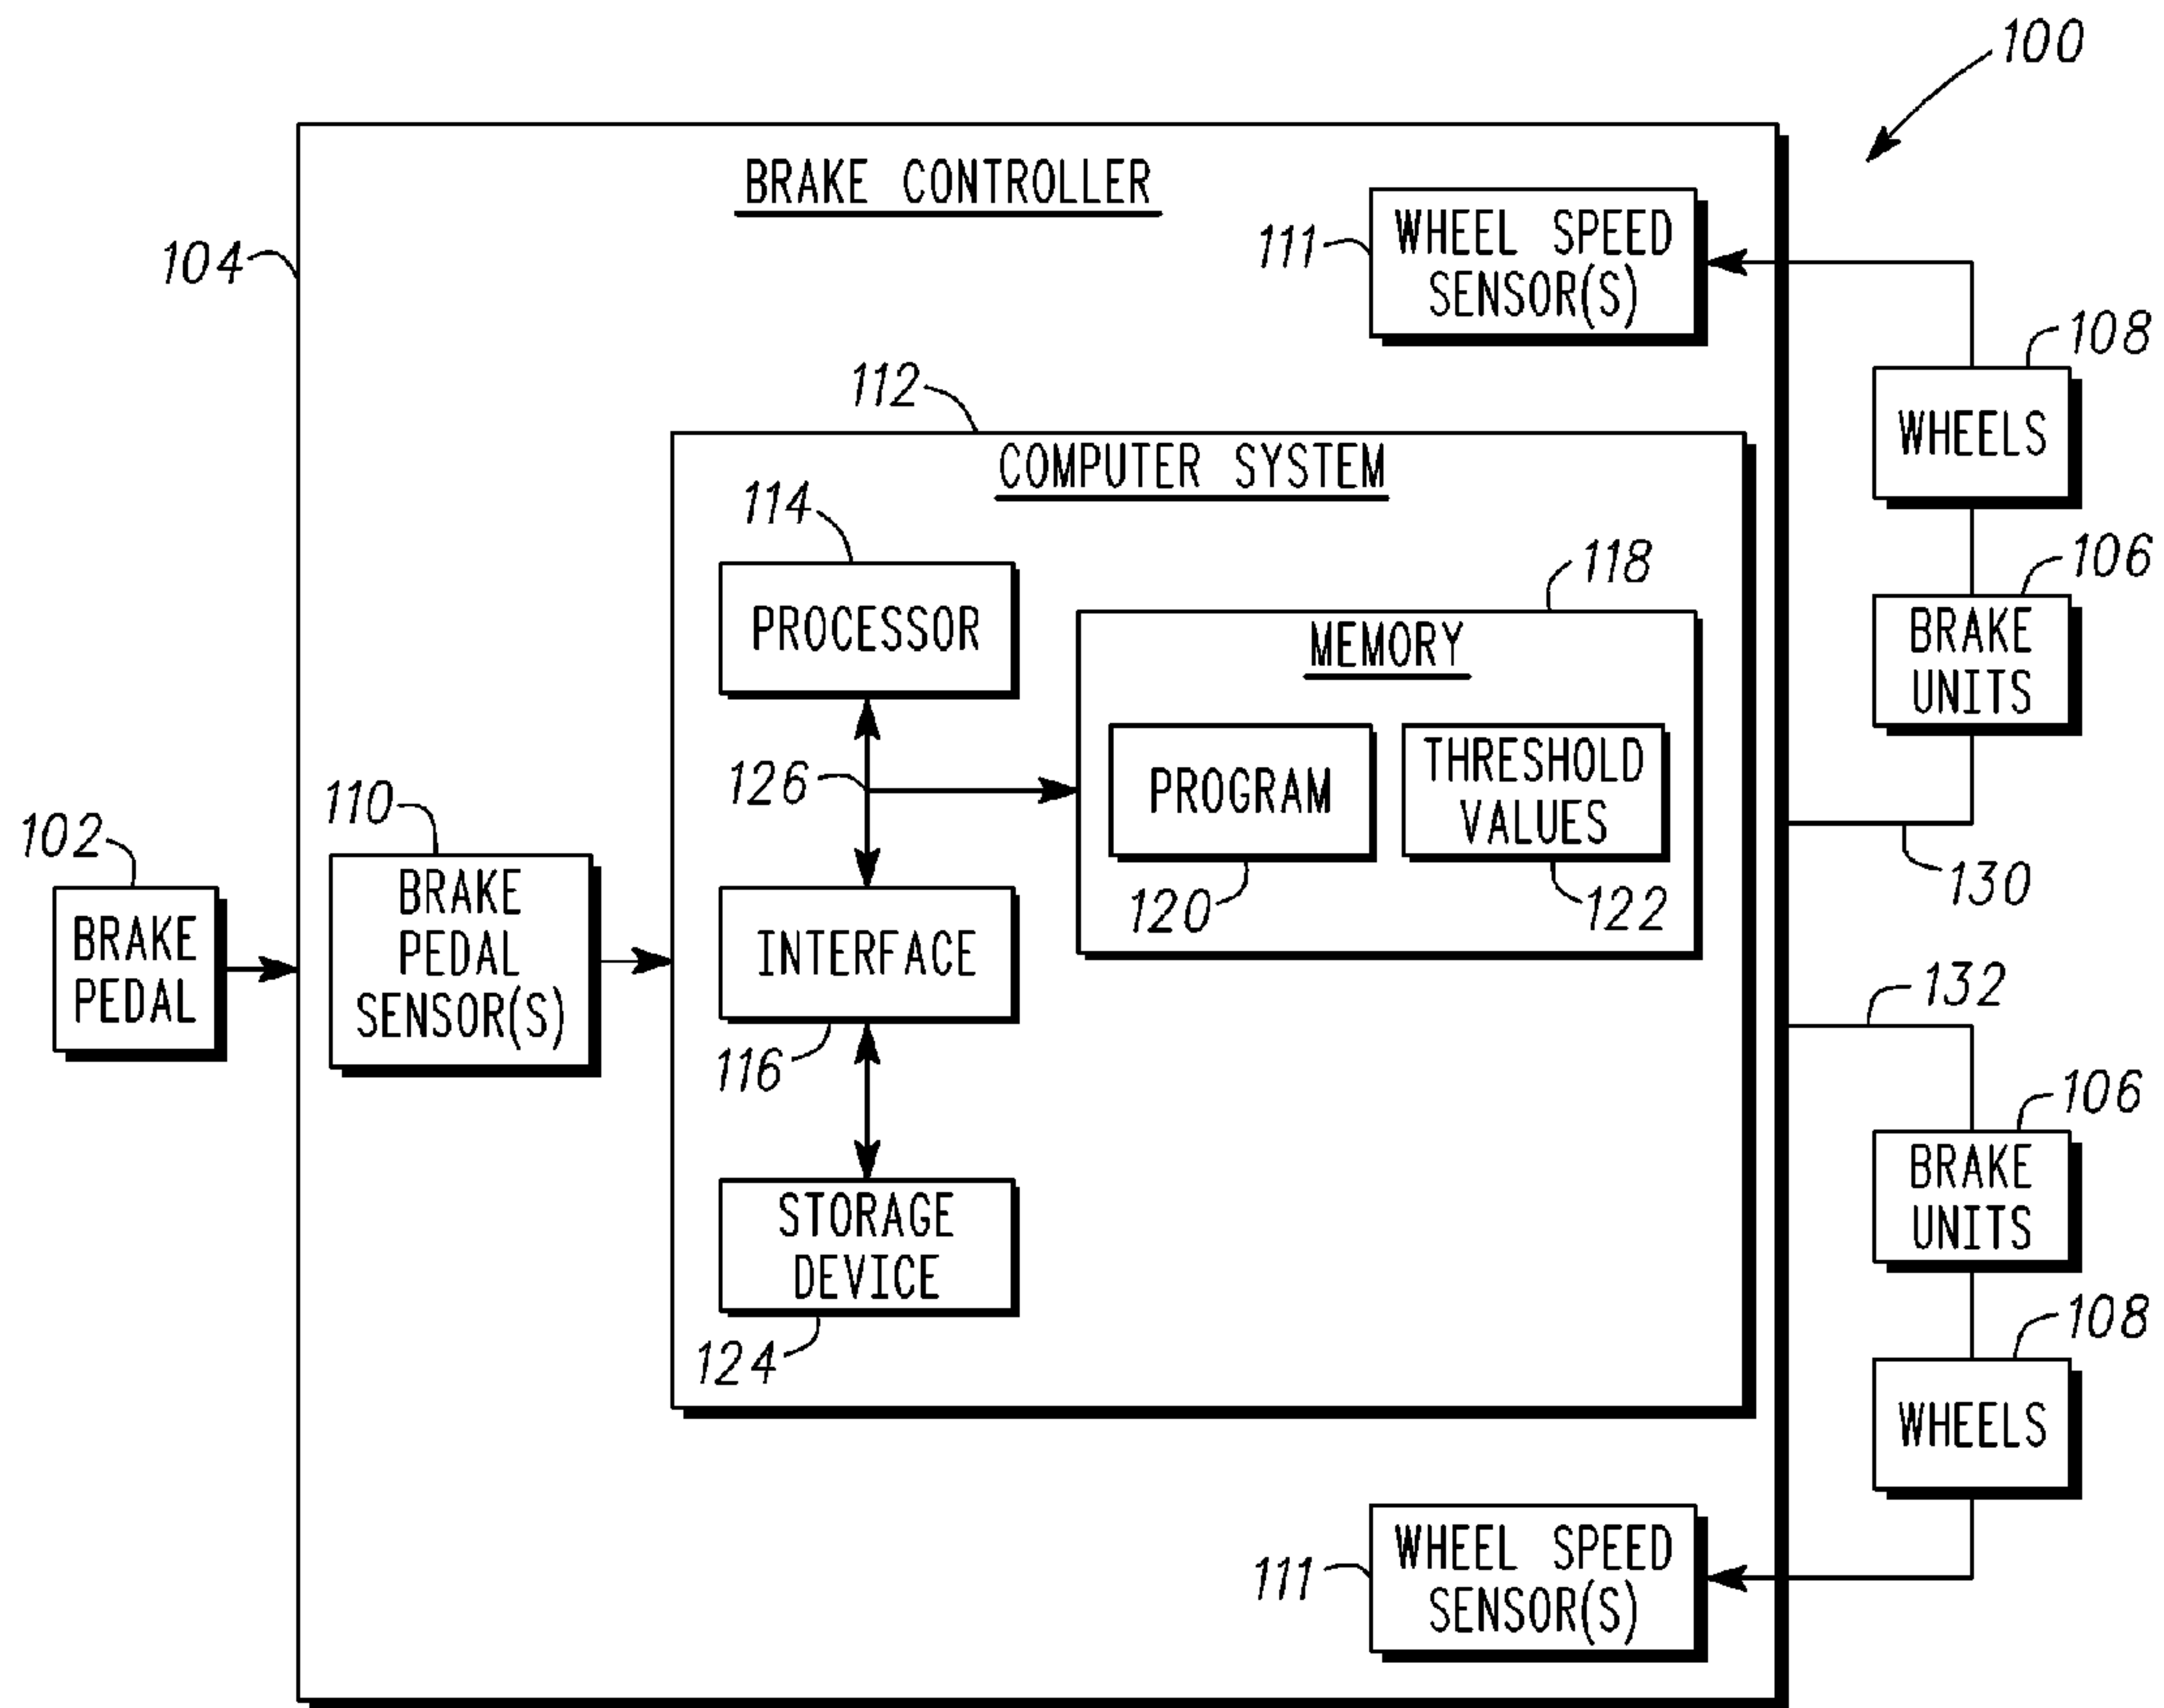 100
BRAKE CONTROLLER
104
111
WHEEL SPEED
SENSOR(S)
108
WHEELS
112
COMPUTER SYSTEM
114
PROCESSOR
118
MEMORY
106
BRAKE
UNITS
126
PROGRAM
THRESHOLD
VALUES
120
122
130
110
BRAKE
PEDAL
SENSOR(S)
102
BRAKE
PEDAL
INTERFACE
116
132
106
BRAKE
UNITS
STORAGE
DEVICE
124
108
WHEELS
111
WHEEL SPEED
SENSOR(S)